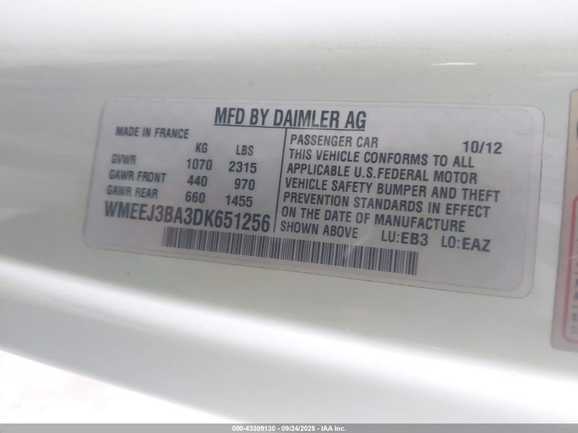 MFD BY DAIMLER AG
MADE IN FRANCE
KG LBS
GVWR 1070 2315
GAWR FRONT 440 970
GAWR REAR 660 1455
WMEEJ3BA3DK651256
PASSENGER CAR 10/12
THIS VEHICLE CONFORMS TO ALL
APPLICABLE U.S.FEDERAL MOTOR
VEHICLE SAFETY BUMPER AND THEFT
PREVENTION STANDARDS IN EFFECT
ON THE DATE OF MANUFACTURE
SHOWN ABOVE LU:EB3 LO:EAZ
000-43309130 - 09/24/2025 - IAA Inc.